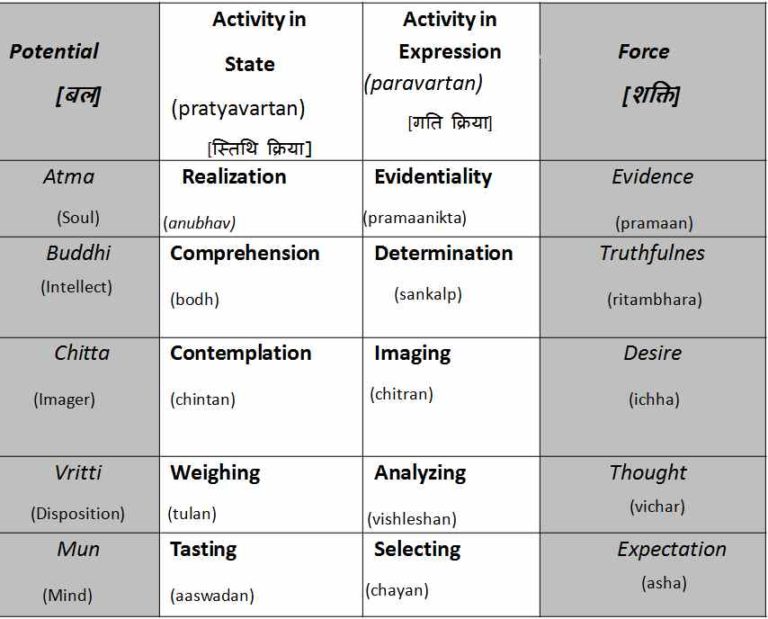 Potential
[बल]
Activity in
State
(pratyavartan)
[स्तिथि क्रिया]
Activity in
Expression
(paravartan)
[गति क्रिया]
Force
[शक्ति]
Atma
(Soul)
Realization
(anubhav)
Evidentiality
(pramaanikta)
Evidence
(pramaan)
Buddhi
(Intellect)
Comprehension
(bodh)
Determination
(sankalp)
Truthfulnes
(ritambhara)
Chitta
(Imager)
Contemplation
(chintan)
Imaging
(chitran)
Desire
(ichha)
Vritti
(Disposition)
Weighing
(tulan)
Analyzing
(vishleshan)
Thought
(vichar)
Mun
(Mind)
Tasting
(aaswadan)
Selecting
(chayan)
Expectation
(asha)